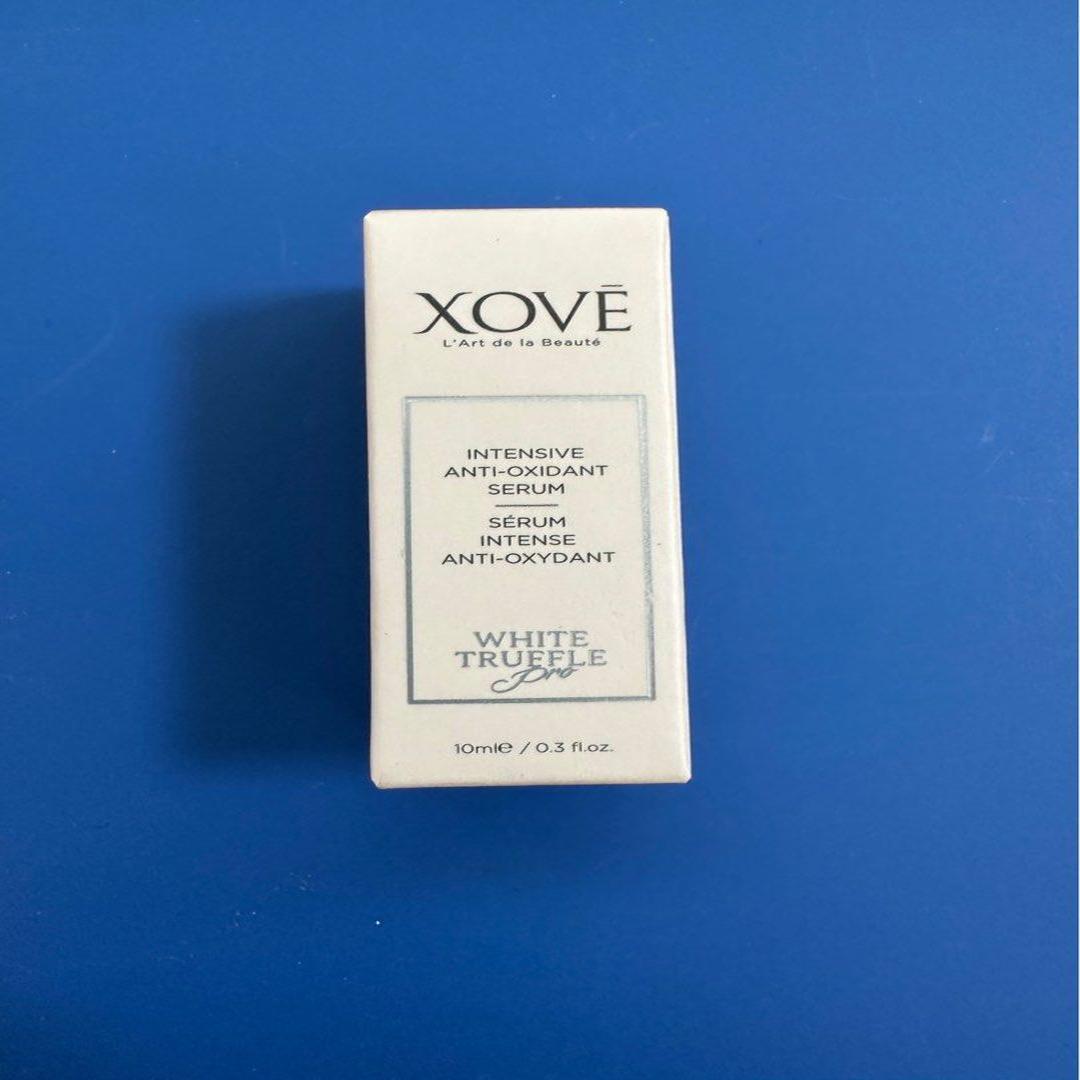 XOVĒ
L'Art de la Beauté
INTENSIVE
ANTI-OXIDANT
SERUM
SÉRUM
INTENSE
ANTI-OXYDANT
WHITE
TRUFFLE
Pro
10ml℮ / 0.3 fl.oz.